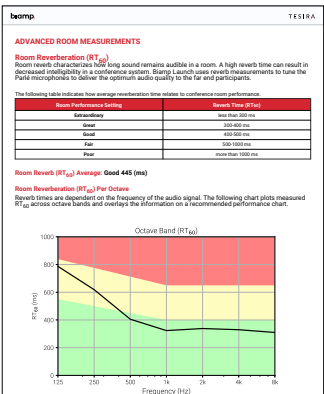 biamp.
TESIRA
ADVANCED ROOM MEASUREMENTS
Room Reverberation (RT60)
Room reverb characterizes how long sound remains audible in a room. A high reverb time can result in
decreased intelligibility in a conference system. Biamp Launch uses reverb measurements to tune the
Parlé microphones to deliver the optimum audio quality to the far end participants.
The following table indicates how average reverberation time relates to conference room performance.
Room Performance Setting Reverb Time (RT60)
Extraordinary less than 300 ms
Great 300-400 ms
Good 400-500 ms
Fair 500-1000 ms
Poor more than 1000 ms
Room Reverb (RT60) Average: Good 445 (ms)
Room Reverberation (RT60) Per Octave
Reverb times are dependent on the frequency of the audio signal. The following chart plots measured
RT60 across octave bands and overlays the information on a recommended performance chart.
Octave Band (RT60)
1000
800
600
400
200
0
RT60 (ms)
125 250 500 1k 2k 4k 8k
Frequency (Hz)